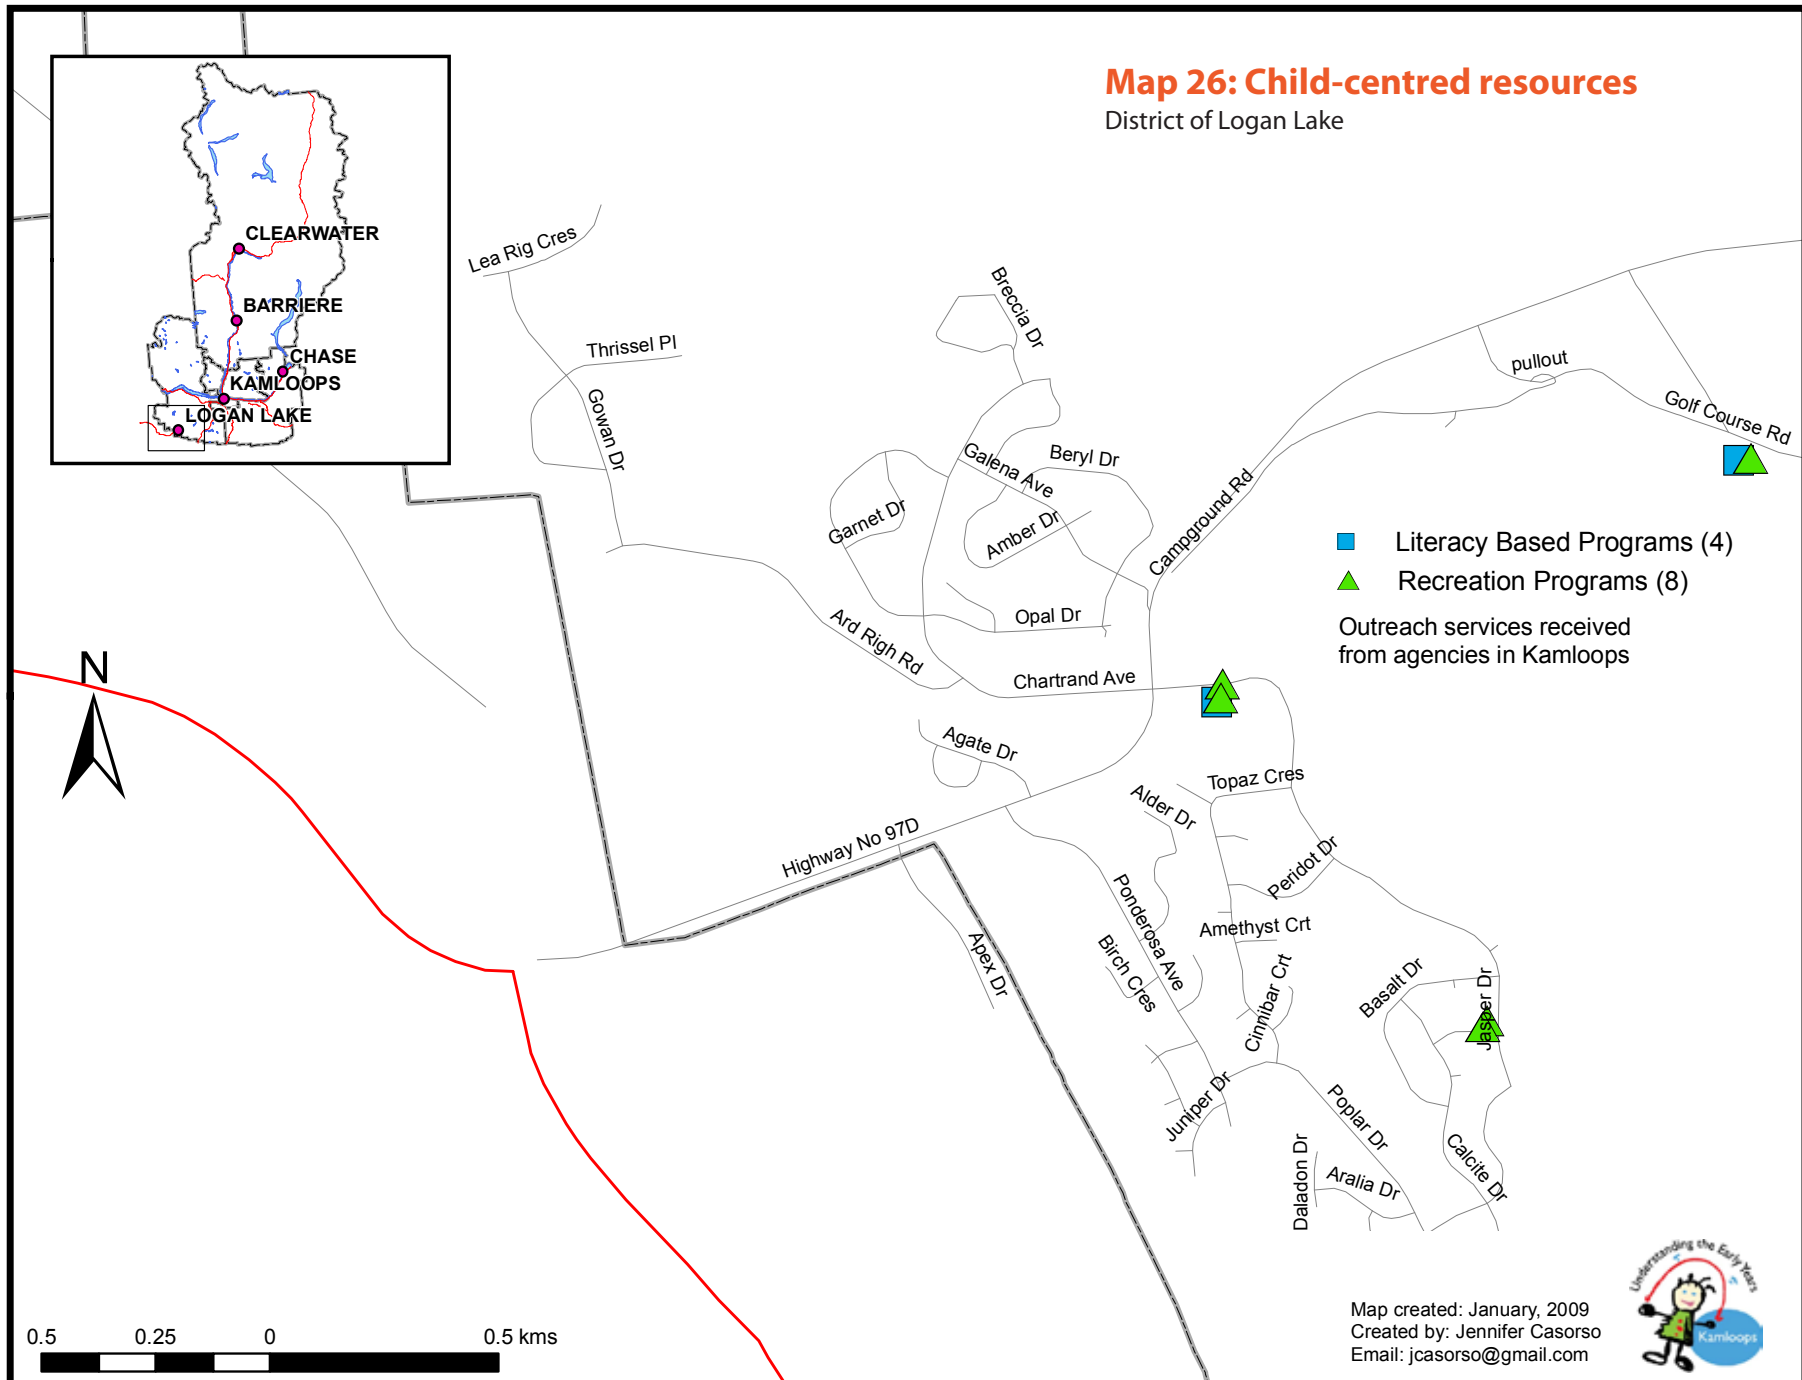 Map 26: Child-centred resources
District of Logan Lake
CLEARWATER
BARRIERE
CHASE
KAMLOOPS
LOGAN LAKE
Lea Rig Cres
Thrissel Pl
Gowan Dr
Breccia Dr
pullout
Golf Course Rd
Galena Ave
Beryl Dr
Garnet Dr
Amber Dr
Campground Rd
Literacy Based Programs (4)
Recreation Programs (8)
Outreach services received
from agencies in Kamloops
Opal Dr
Ard Righ Rd
Chartrand Ave
N
Agate Dr
Topaz Cres
Alder Dr
Highway No 97D
Peridot Dr
Ponderosa Ave
Amethyst Crt
Birch Cres
Apex Dr
Cinnibar Crt
Basalt Dr
Jasper Dr
Juniper Dr
Poplar Dr
Daladon Dr
Aralia Dr
Calcite Dr
Understanding the Early Years
Kamloops
Map created: January, 2009
Created by: Jennifer Casorso
Email: jcasorso@gmail.com
0.5 0.25 0 0.5 kms